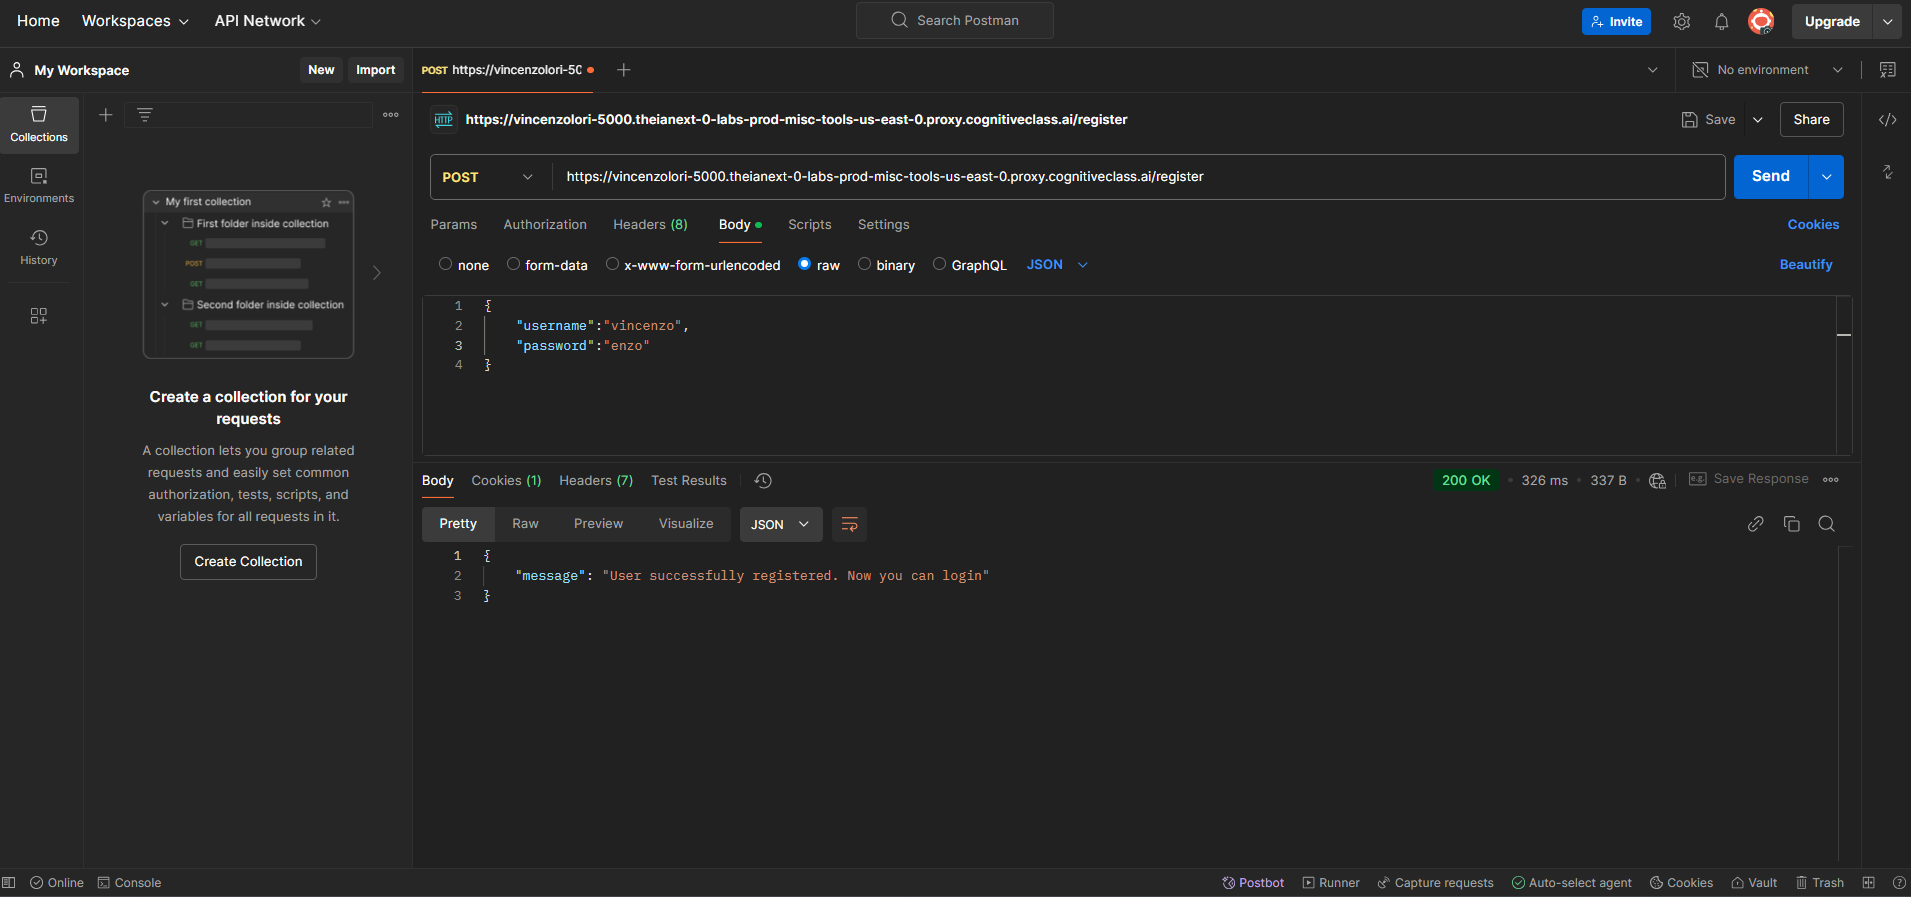 Home Workspaces API Network Search Postman Invite Upgrade
My Workspace New Import POST https://vincenzolori-50 No environment
Collections
Environments
History
My first collection
First folder inside collection
GET
POST
GET
Second folder inside collection
GET
GET
Create a collection for your
requests
A collection lets you group related
requests and easily set common
authorization, tests, scripts, and
variables for all requests in it.
Create Collection
HTTP https://vincenzolori-5000.theianext-0-labs-prod-misc-tools-us-east-0.proxy.cognitiveclass.ai/register Save Share
POST https://vincenzolori-5000.theianext-0-labs-prod-misc-tools-us-east-0.proxy.cognitiveclass.ai/register Send
Params Authorization Headers (8) Body Scripts Settings Cookies
none form-data x-www-form-urlencoded raw binary GraphQL JSON Beautify
1 {
2 "username":"vincenzo",
3 "password":"enzo"
4 }
Body Cookies (1) Headers (7) Test Results 200 OK 326 ms 337 B e.g. Save Response
Pretty Raw Preview Visualize JSON
1 {
2 "message": "User successfully registered. Now you can login"
3 }
Online Console Postbot Runner Capture requests Auto-select agent Cookies Vault Trash